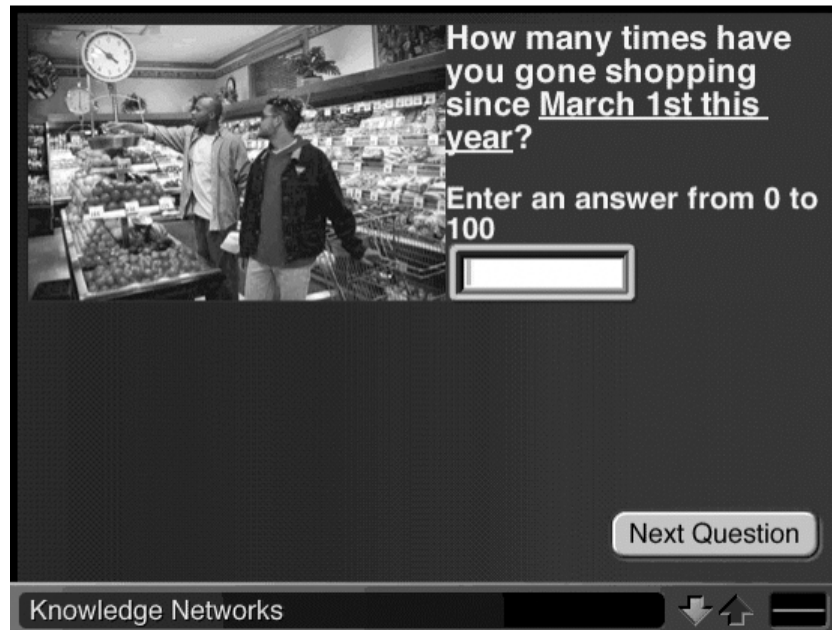 How many times have
you gone shopping
since March 1st this
year?
Enter an answer from 0 to
100
Next Question
Knowledge Networks